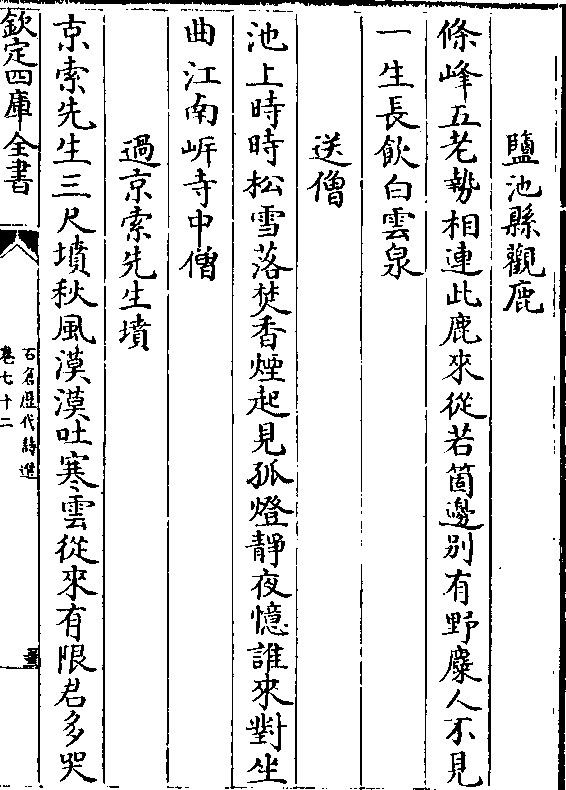 鹽池縣觀鹿
條峰五老勢相連此鹿來從若箇邊别有野麋人不見
一生長飲白雲泉
送僧
池上時時松雪落焚香煙起見孤燈靜夜憶誰來對坐
曲江南㟁寺中僧
過京索先生墳
京索先生三尺墳秋風漠漠吐寒雲從來有限君多哭
欽定四庫全書
石倉歷代詩選
卷七十二